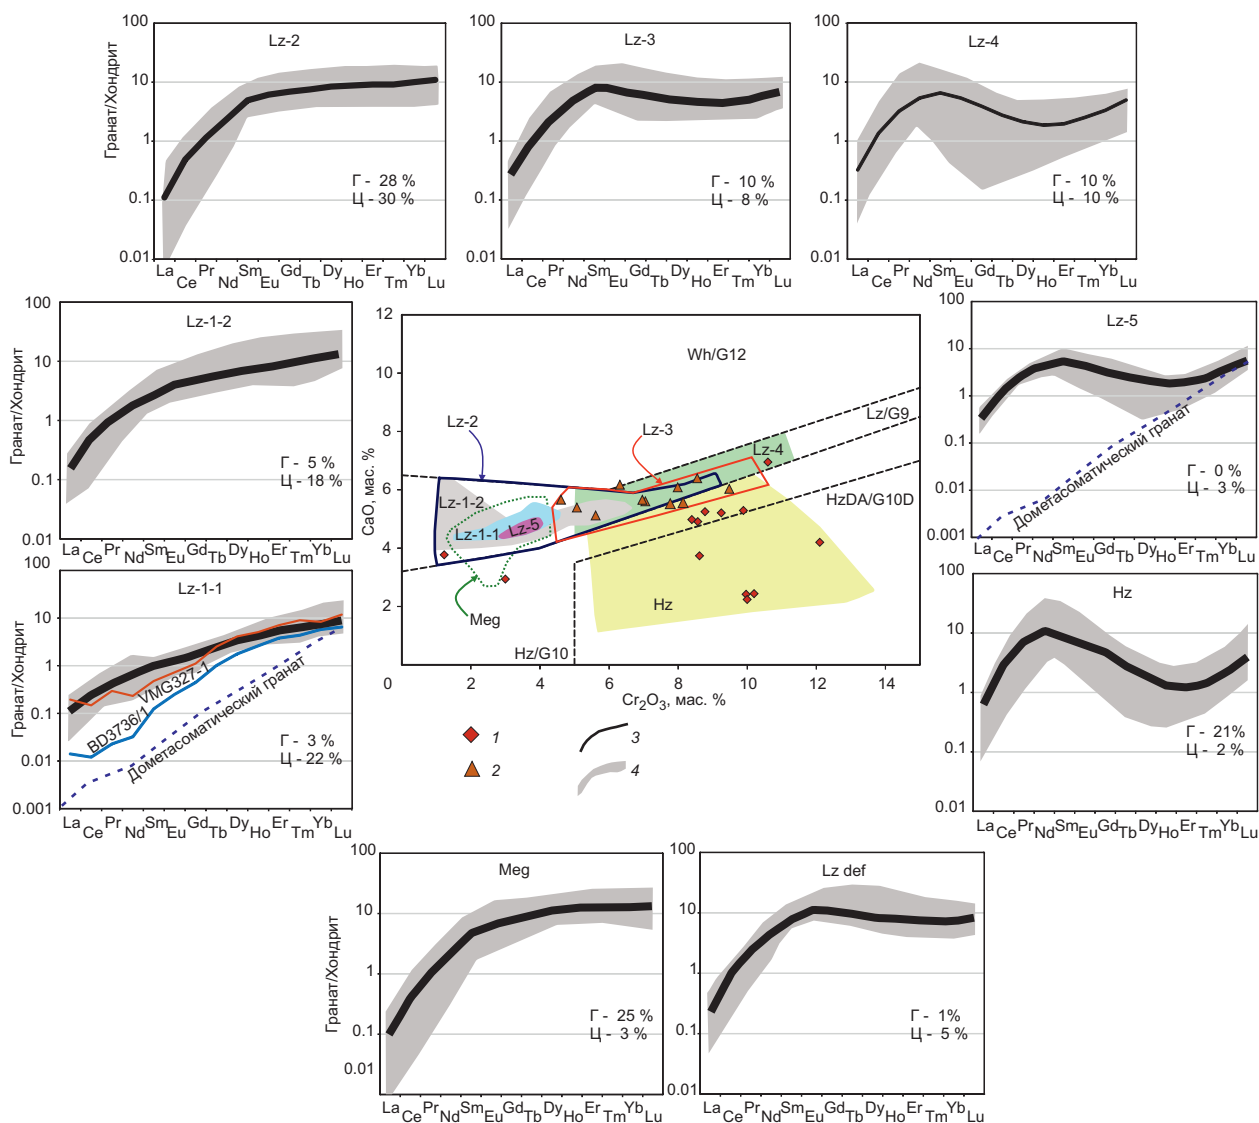 100
10
1
0.1
0.01
Гранат/Хондрит
Lz-2
Г - 28 %
Ц - 30 %
La Ce Pr Nd Sm Eu Gd Tb Dy Ho Er Tm Yb Lu
100
10
1
0.1
0.01
Lz-3
Г - 10 %
Ц - 8 %
La Ce Pr Nd Sm Eu Gd Tb Dy Ho Er Tm Yb Lu
100
10
1
0.1
0.01
Lz-4
Г - 10 %
Ц - 10 %
La Ce Pr Nd Sm Eu Gd Tb Dy Ho Er Tm Yb Lu
100
10
1
0.1
0.01
Гранат/Хондрит
Lz-1-2
Г - 5 %
Ц - 18 %
La Ce Pr Nd Sm Eu Gd Tb Dy Ho Er Tm Yb Lu
12
10
8
6
4
2
CaO, мас. %
Wh/G12
Lz/G9
HzDA/G10D
Hz/G10
Lz-2
Lz-3
Lz-4
Lz-1-2
Lz-1-1
Lz-5
Meg
Hz
0 2 4 6 8 10 12 14
Cr2O3, мас. %
1
2
3
4
100
10
1
0.1
0.01
0.001
Lz-5
Дометасоматический гранат
Г - 0 %
Ц - 3 %
La Ce Pr Nd Sm Eu Gd Tb Dy Ho Er Tm Yb Lu
100
10
1
0.1
0.01
0.001
Гранат/Хондрит
Lz-1-1
VMG327-1
BD3736/1
Дометасоматический гранат
Г - 3 %
Ц - 22 %
La Ce Pr Nd Sm Eu Gd Tb Dy Ho Er Tm Yb Lu
100
10
1
0.1
0.01
Hz
Г - 21%
Ц - 2 %
La Ce Pr Nd Sm Eu Gd Tb Dy Ho Er Tm Yb Lu
100
10
1
0.1
0.01
Гранат/Хондрит
Meg
Г - 25 %
Ц - 3 %
La Ce Pr Nd Sm Eu Gd Tb Dy Ho Er Tm Yb Lu
100
10
1
0.1
0.01
Lz def
Г - 1%
Ц - 5 %
La Ce Pr Nd Sm Eu Gd Tb Dy Ho Er Tm Yb Lu